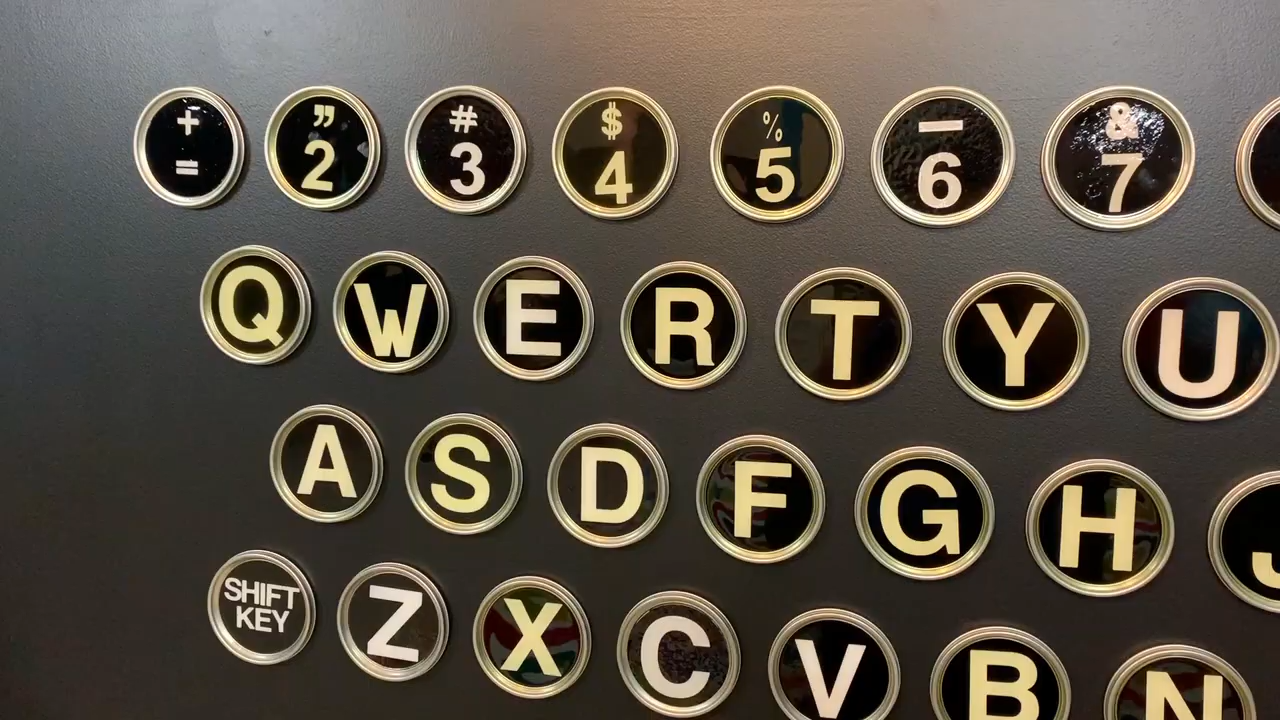 + ” # $ % – &
= 2 3 4 5 6 7
Q W E R T Y U
A S D F G H J
SHIFT
KEY
Z X C V B N